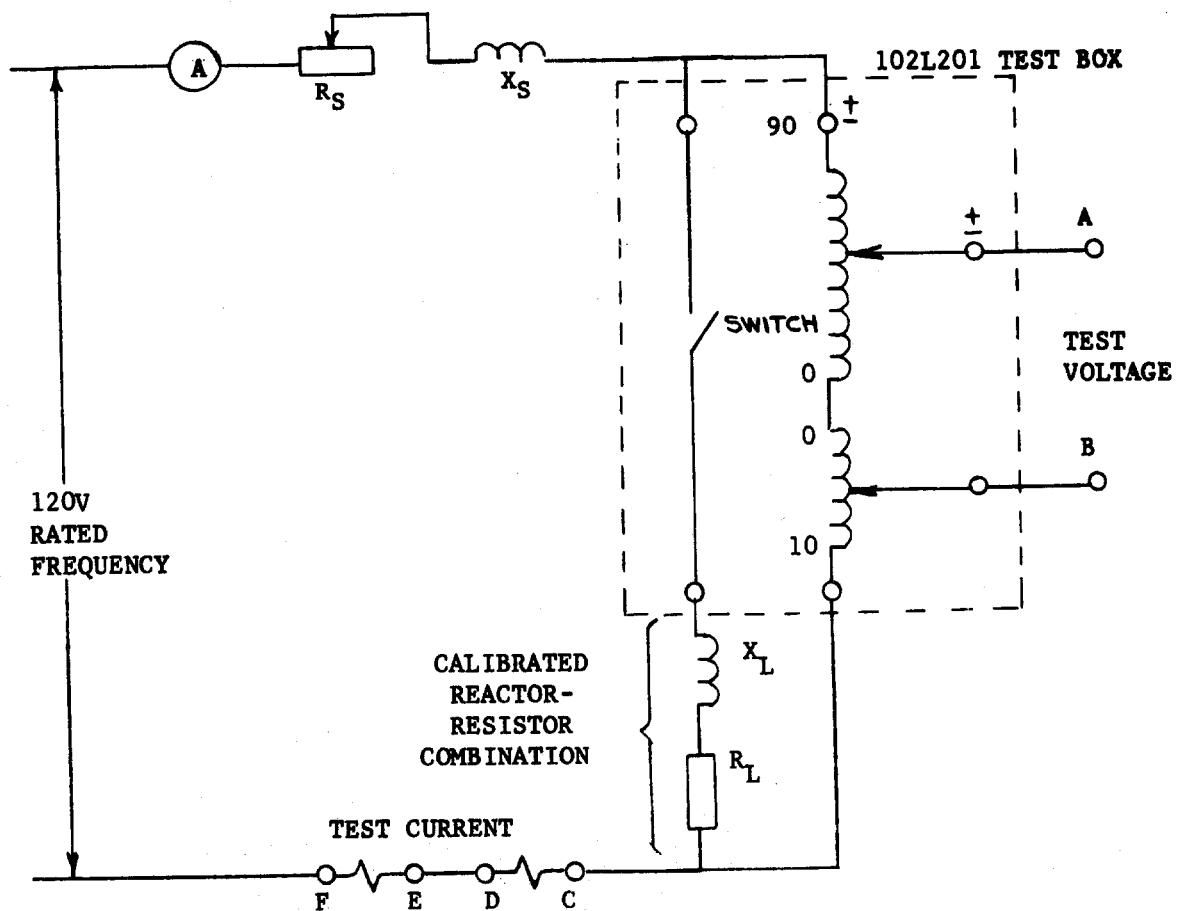 102L201 TEST BOX
A
R_S
X_S
90
±
±
A
SWITCH
0
TEST
VOLTAGE
0
B
120V
RATED
FREQUENCY
10
CALIBRATED
REACTOR-
RESISTOR
COMBINATION
X_L
R_L
TEST CURRENT
F E D C